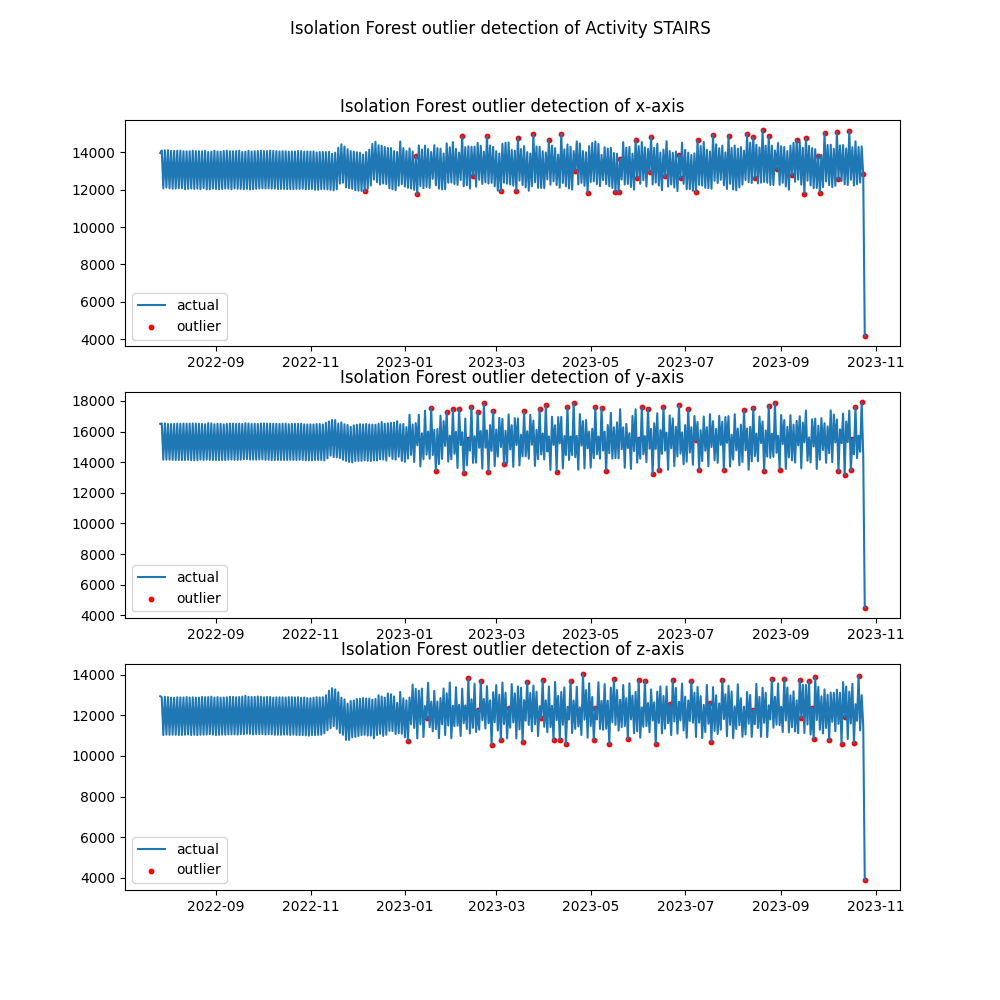 Isolation Forest outlier detection of Activity STAIRS
Isolation Forest outlier detection of x-axis
14000
12000
10000
8000
6000
4000
actual
outlier
2022-09 2022-11 2023-01 2023-03 2023-05 2023-07 2023-09 2023-11
Isolation Forest outlier detection of y-axis
18000
16000
14000
12000
10000
8000
6000
4000
actual
outlier
2022-09 2022-11 2023-01 2023-03 2023-05 2023-07 2023-09 2023-11
Isolation Forest outlier detection of z-axis
14000
12000
10000
8000
6000
4000
actual
outlier
2022-09 2022-11 2023-01 2023-03 2023-05 2023-07 2023-09 2023-11